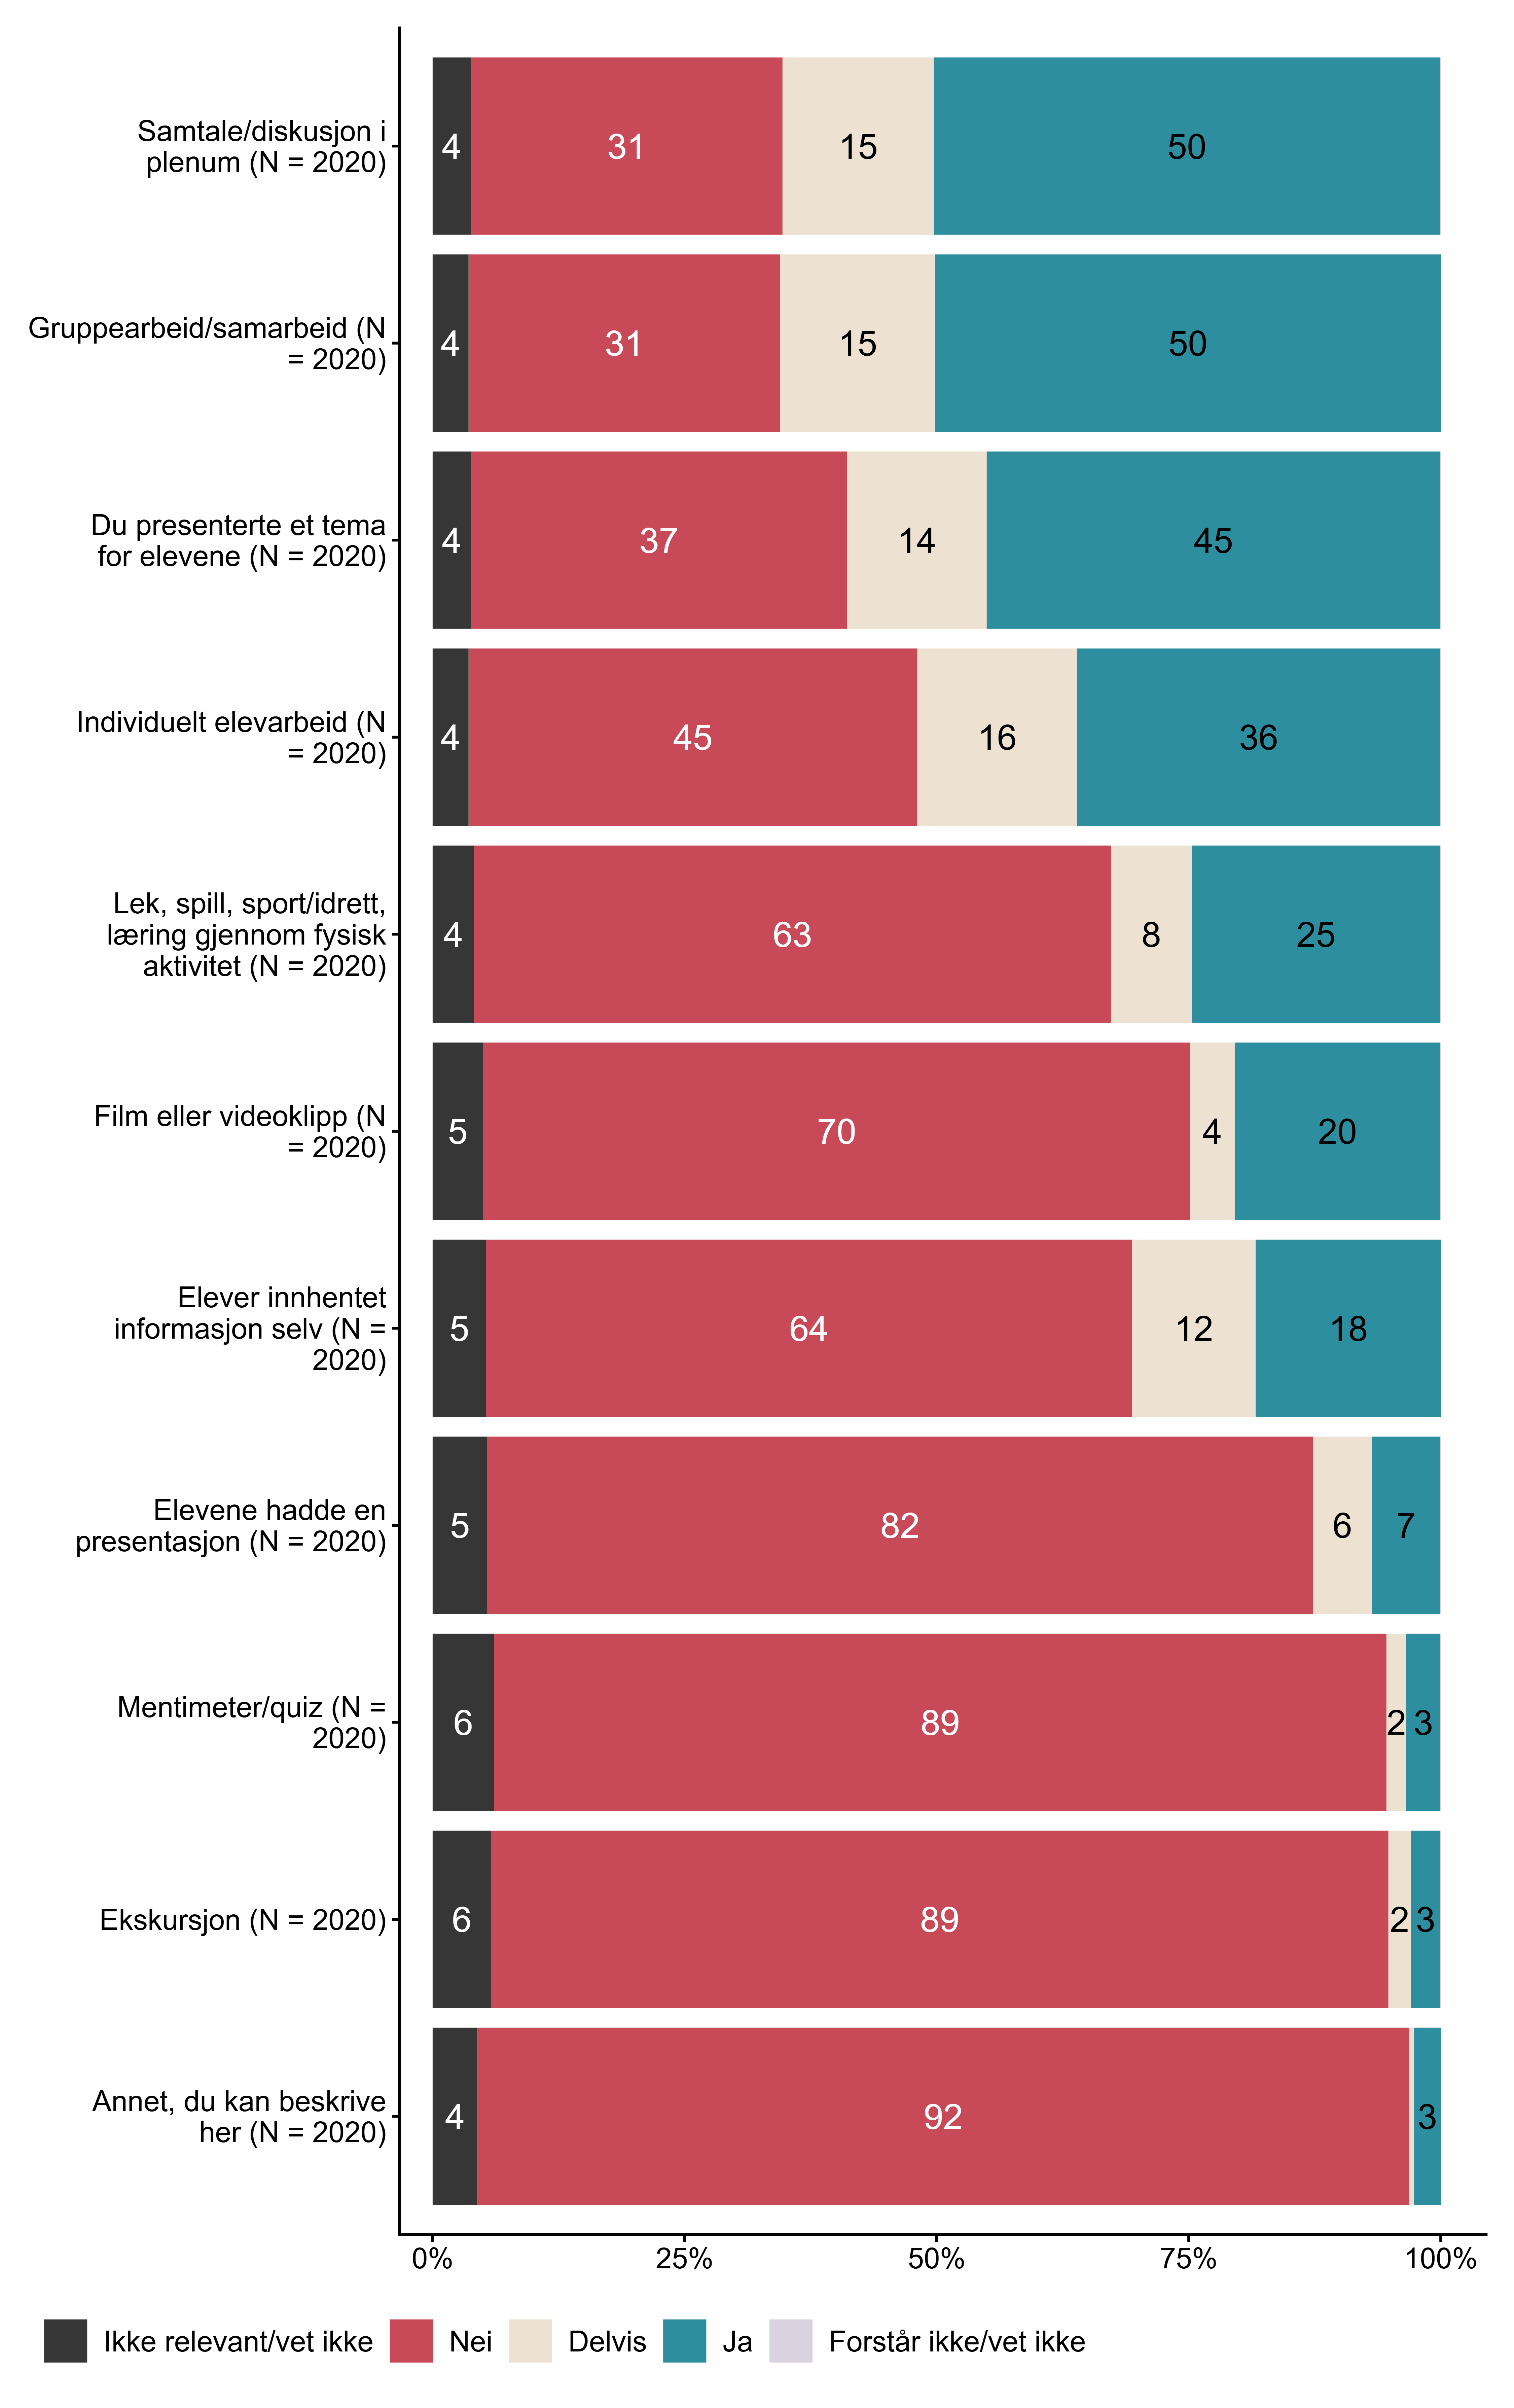 Samtale/diskusjon i
plenum (N = 2020)
4 31 15 50
Gruppearbeid/samarbeid (N
= 2020)
4 31 15 50
Du presenterte et tema
for elevene (N = 2020)
4 37 14 45
Individuelt elevarbeid (N
= 2020)
4 45 16 36
Lek, spill, sport/idrett,
læring gjennom fysisk
aktivitet (N = 2020)
4 63 8 25
Film eller videoklipp (N
= 2020)
5 70 4 20
Elever innhentet
informasjon selv (N =
2020)
5 64 12 18
Elevene hadde en
presentasjon (N = 2020)
5 82 6 7
Mentimeter/quiz (N =
2020)
6 89 2 3
Ekskursjon (N = 2020)
6 89 2 3
Annet, du kan beskrive
her (N = 2020)
4 92 3
0% 25% 50% 75% 100%
Ikke relevant/vet ikke Nei Delvis Ja Forstår ikke/vet ikke